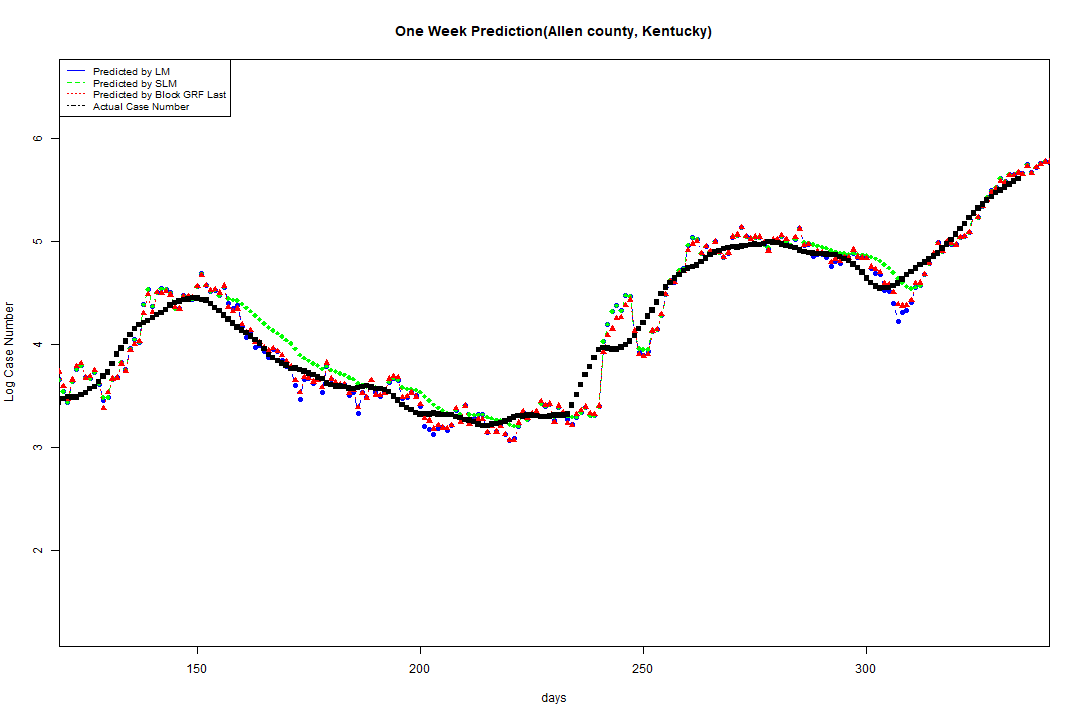 One Week Prediction(Allen county, Kentucky)
Predicted by LM
Predicted by SLM
Predicted by Block GRF Last
Actual Case Number
6
5
4
3
2
Log Case Number
150 200 250 300
days